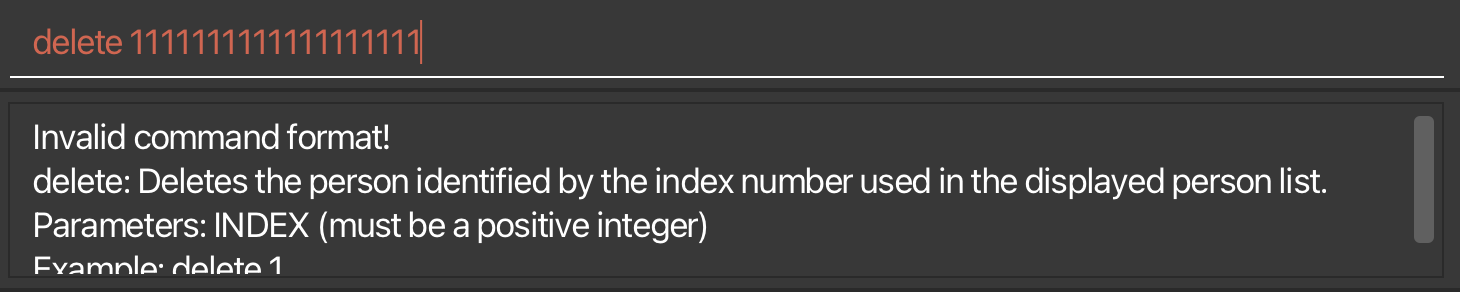 delete 1111111111111111111
Invalid command format!
delete: Deletes the person identified by the index number used in the displayed person list.
Parameters: INDEX (must be a positive integer)
Example: delete 1